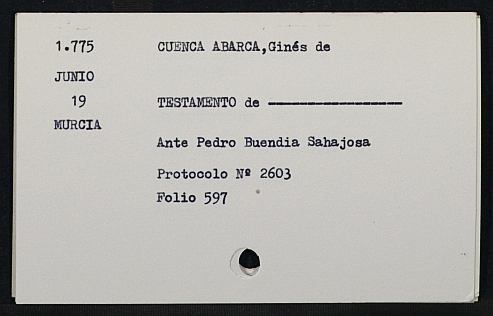 1.775 CUENCA ABARCA,Ginés de
JUNIO
19 TESTAMENTO de -----------------
MURCIA
Ante Pedro Buendia Sahajosa
Protocolo Nº 2603
Folio 597